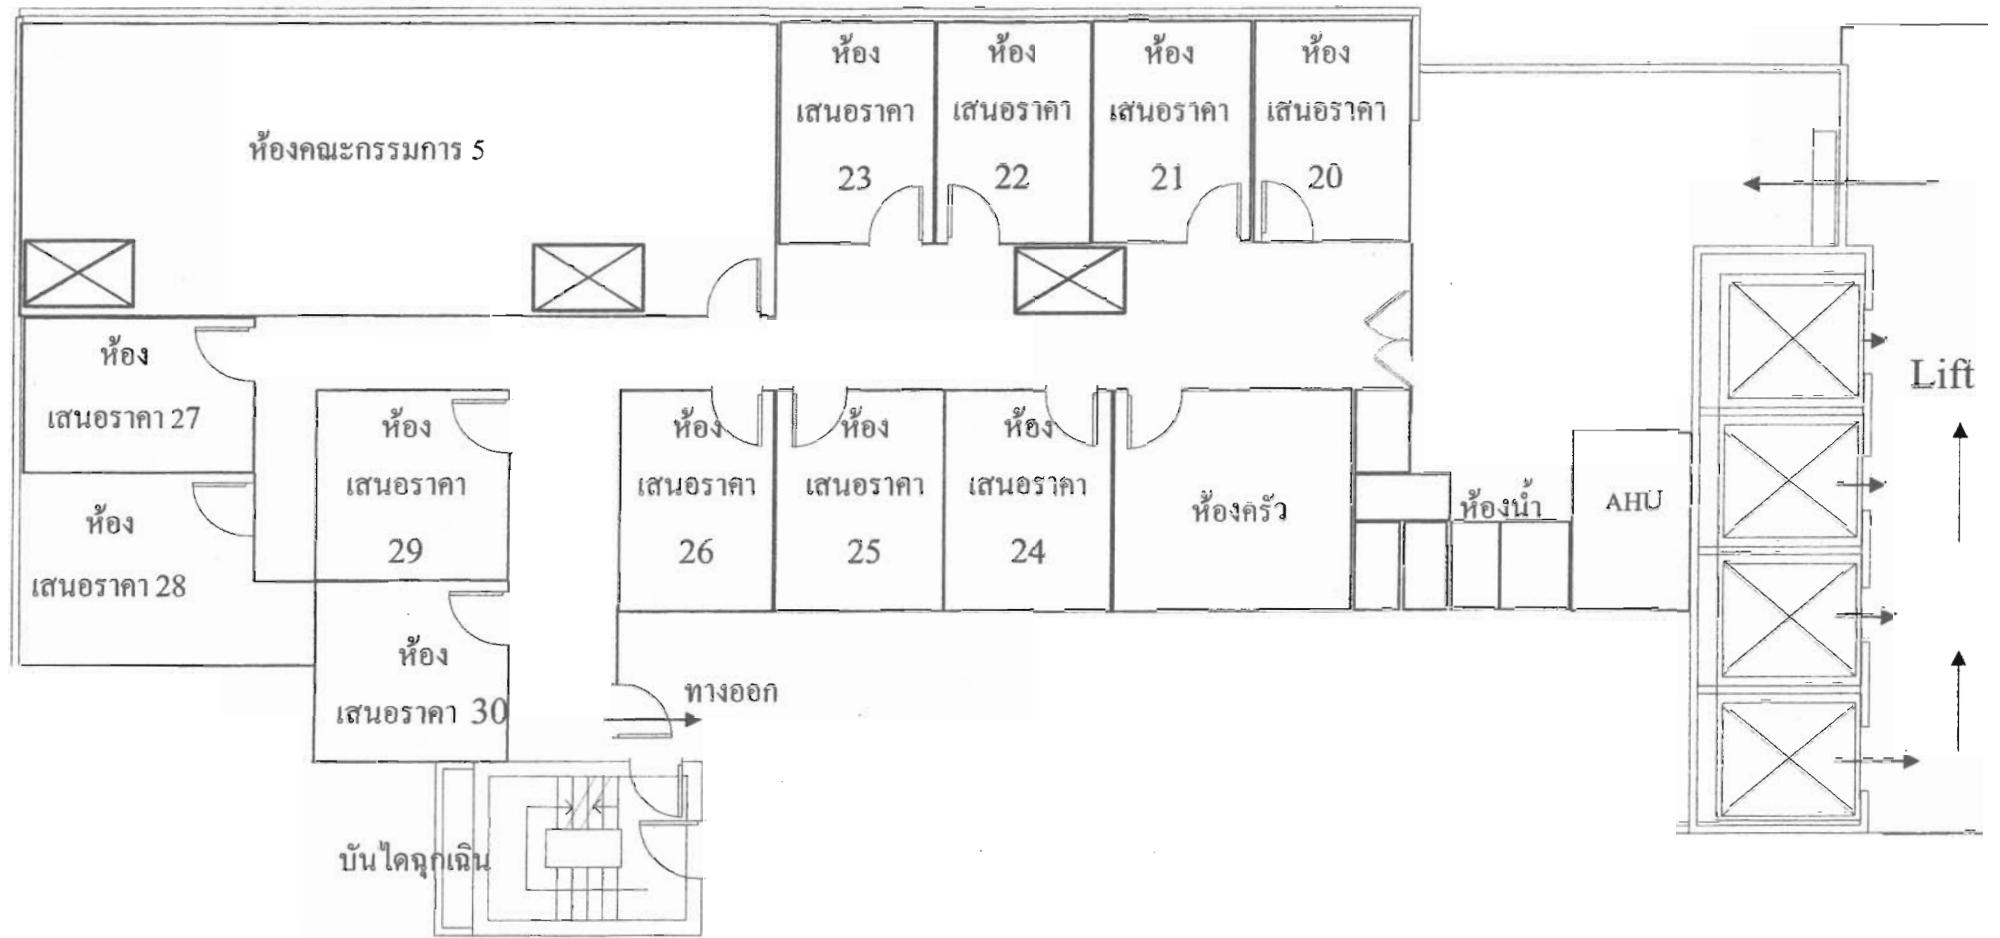 ห้อง
เสนอราคา
23
ห้อง
เสนอราคา
22
ห้อง
เสนอราคา
21
ห้อง
เสนอราคา
20
ห้องคณะกรรมการ 5
ห้อง
เสนอราคา 27
ห้อง
เสนอราคา 28
ห้อง
เสนอราคา
29
ห้อง
เสนอราคา 30
ห้อง
เสนอราคา
26
ห้อง
เสนอราคา
25
ห้อง
เสนอราคา
24
ห้องครัว
ห้องน้ำ
AHU
Lift
ทางออก
บันไดฉุกเฉิน